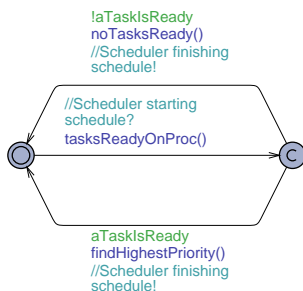 !aTaskIsReady
noTasksReady()
//Scheduler finishing
schedule!
//Scheduler starting
schedule?
tasksReadyOnProc()
C
aTaskIsReady
findHighestPriority()
//Scheduler finishing
schedule!